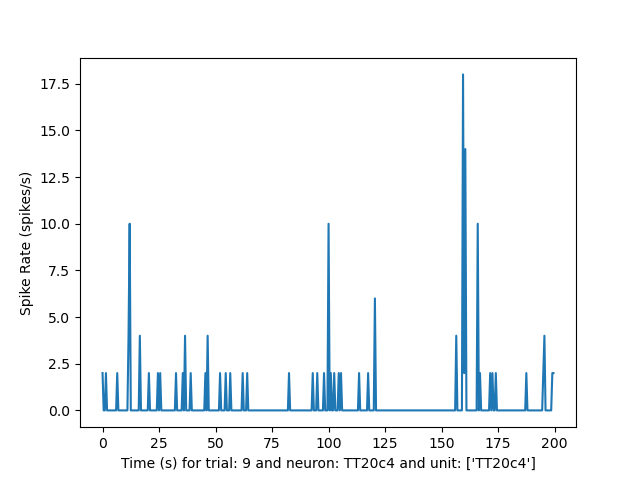 17.5
15.0
12.5
10.0
7.5
5.0
2.5
0.0
Spike Rate (spikes/s)
0 25 50 75 100 125 150 175 200
Time (s) for trial: 9 and neuron: TT20c4 and unit: ['TT20c4']